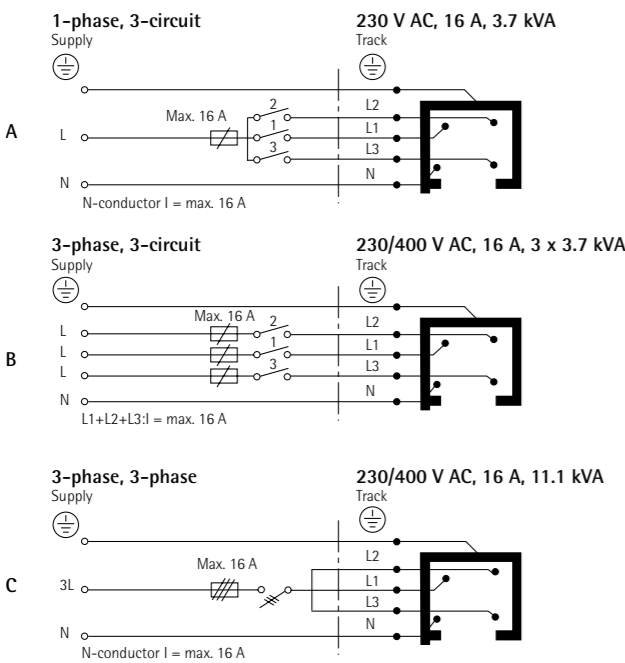 1-phase, 3-circuit
230 V AC, 16 A, 3.7 kVA
Supply
Track
A
L
Max. 16 A
2
1
3
L2
L1
L3
N
N
N-conductor I = max. 16 A
3-phase, 3-circuit
230/400 V AC, 16 A, 3 x 3.7 kVA
Supply
Track
B
L
L
L
Max. 16 A
2
1
3
L2
L1
L3
N
N
L1+L2+L3:I = max. 16 A
3-phase, 3-phase
230/400 V AC, 16 A, 11.1 kVA
Supply
Track
C
3L
Max. 16 A
L2
L1
L3
N
N
N-conductor I = max. 16 A